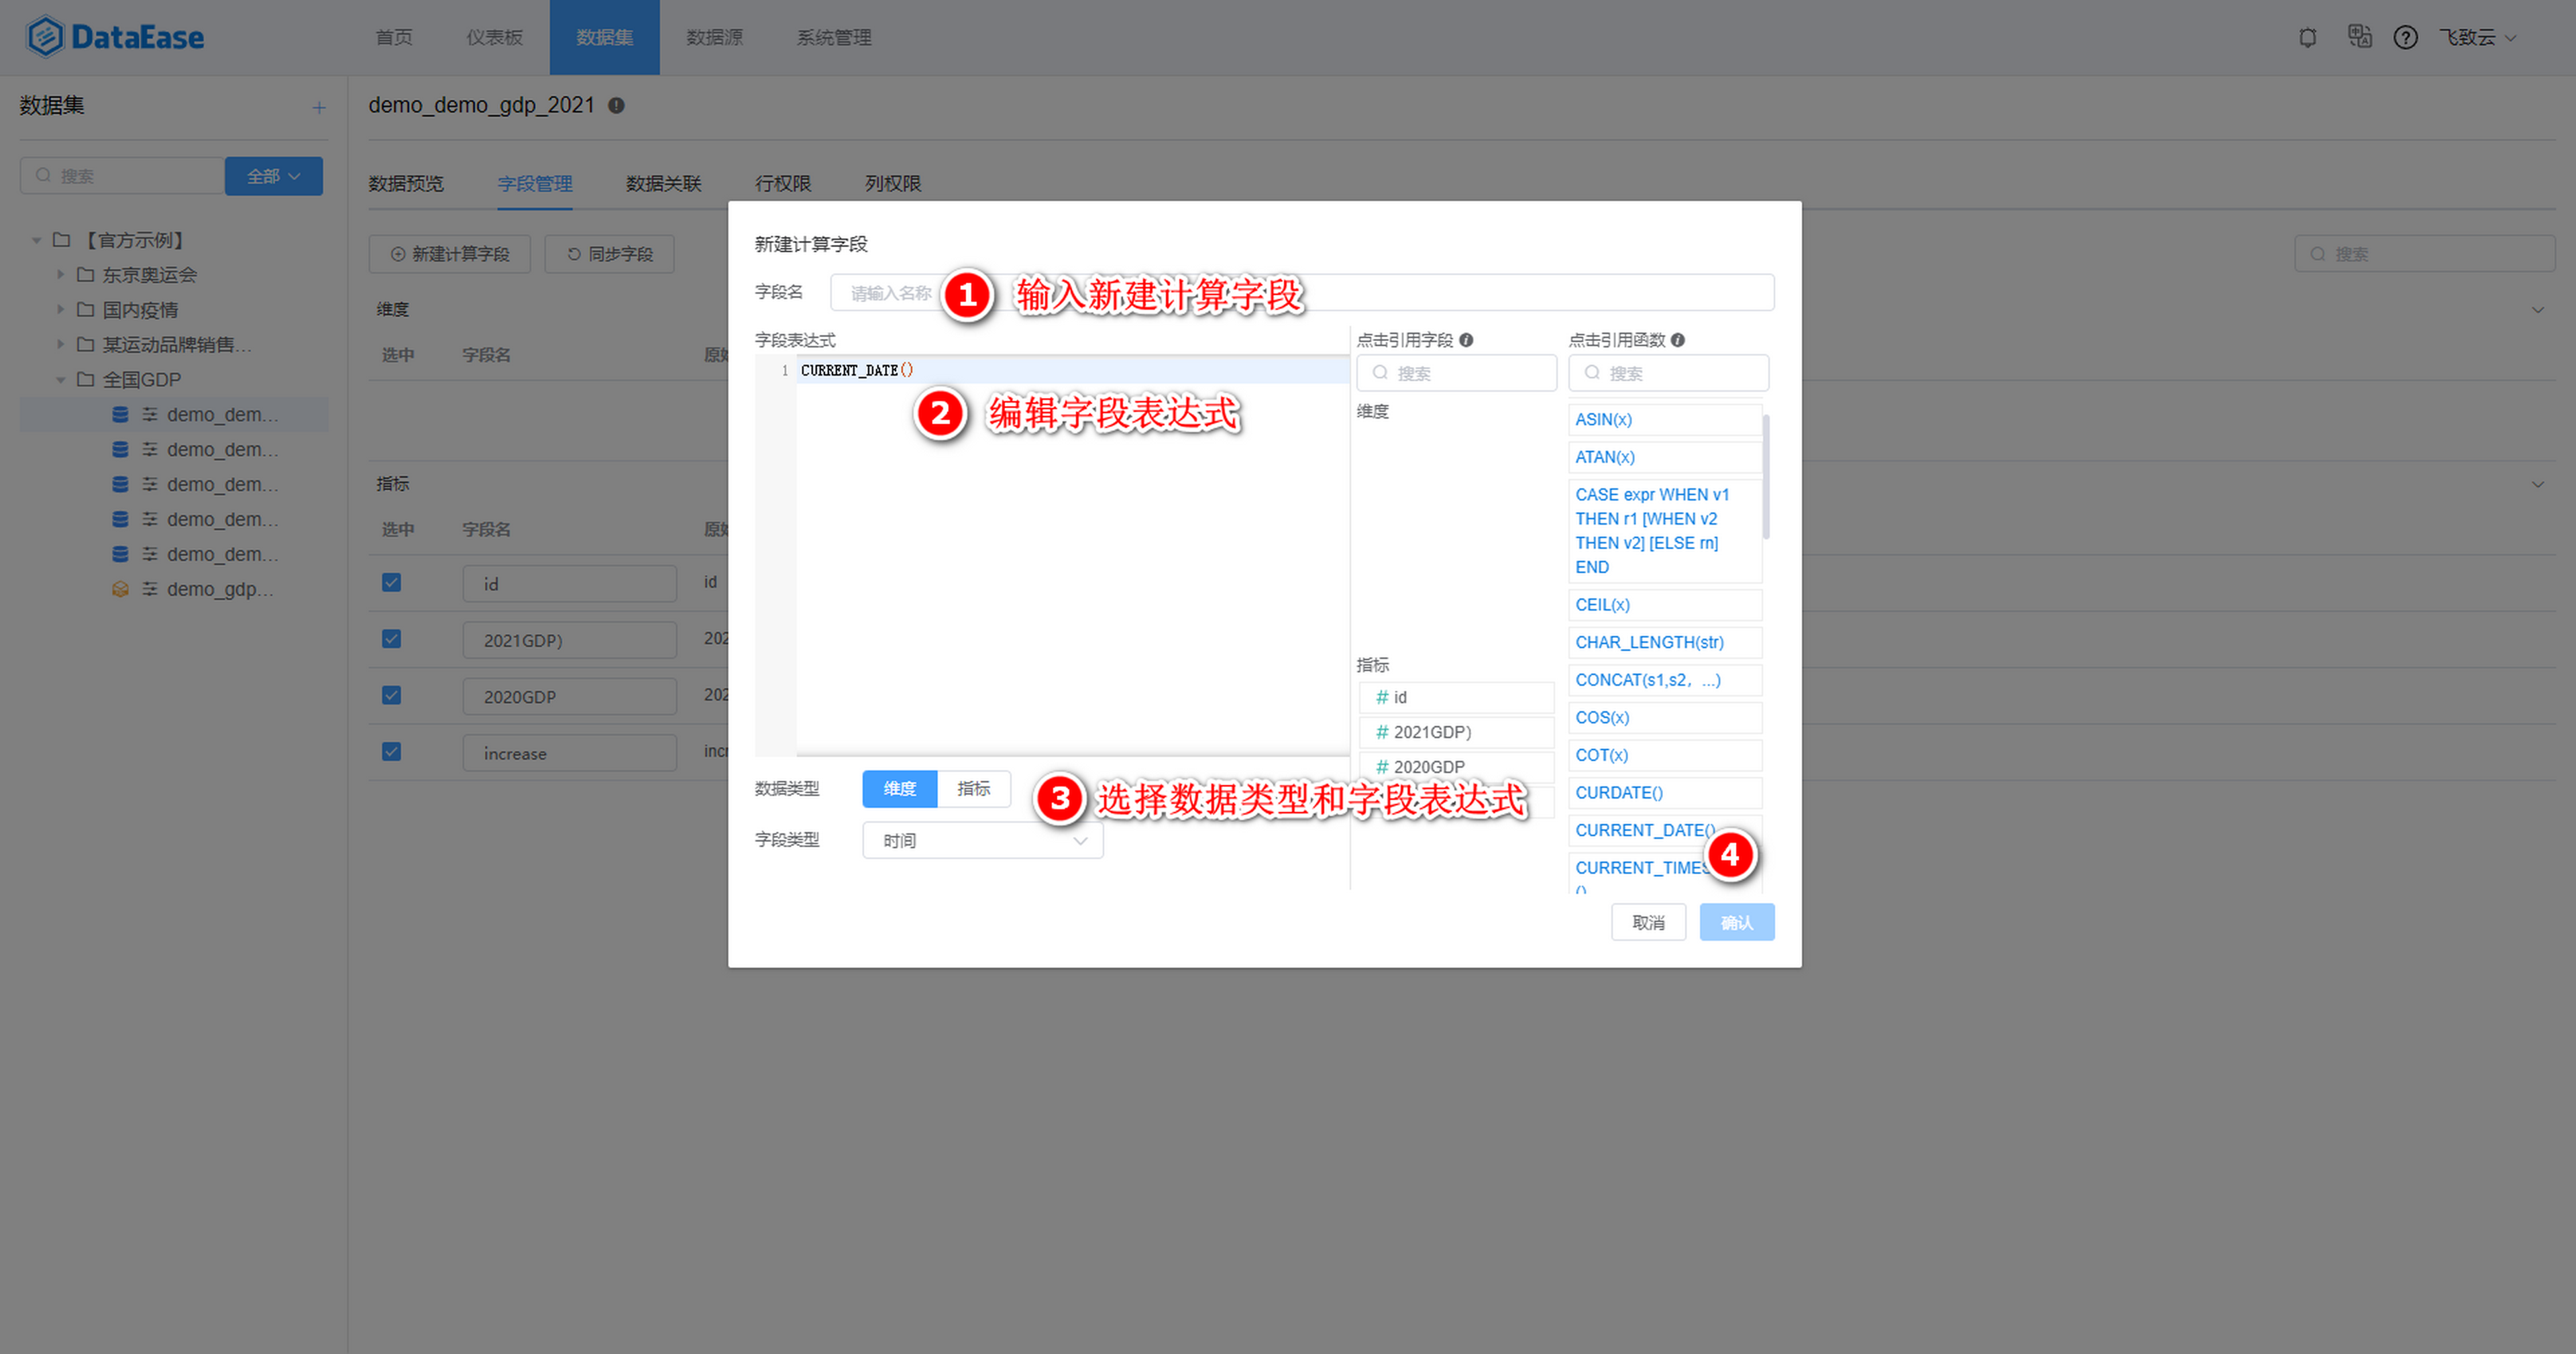 DataEase 首页 仪表板 数据集 数据源 系统管理 飞致云
数据集
搜索 全部
【官方示例】
东京奥运会
国内疫情
某运动品牌销售...
全国GDP
demo_dem...
demo_dem...
demo_dem...
demo_dem...
demo_dem...
demo_gdp...
demo_demo_gdp_2021
数据预览 字段管理 数据关联 行权限 列权限
新建计算字段 同步字段 搜索
维度
选中 字段名 原始
指标
选中 字段名 原始
id id
2021GDP) 202
2020GDP 202
increase incr
新建计算字段
字段名 请输入名称 1 输入新建计算字段
字段表达式
1 CURRENT_DATE()
2 编辑字段表达式
数据类型 维度 指标
3 选择数据类型和字段表达式
字段类型 时间
点击引用字段
搜索
维度
指标
# id
# 2021GDP)
# 2020GDP
点击引用函数
搜索
ASIN(x)
ATAN(x)
CASE expr WHEN v1
THEN r1 [WHEN v2
THEN v2] [ELSE rn]
END
CEIL(x)
CHAR_LENGTH(str)
CONCAT(s1,s2，...)
COS(x)
COT(x)
CURDATE()
CURRENT_DATE()
CURRENT_TIMES
()
4
取消 确认